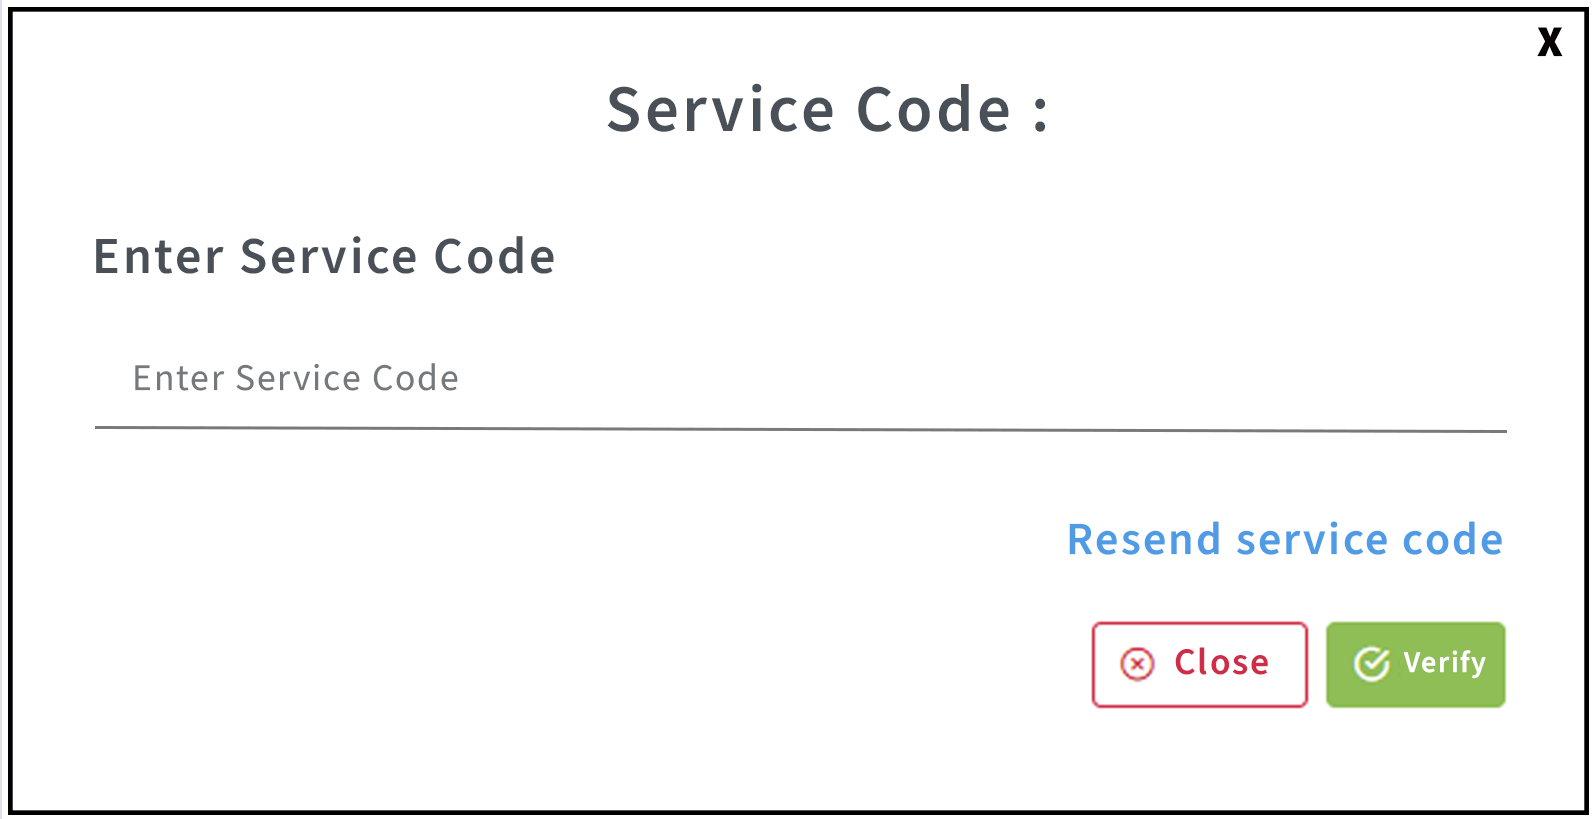 X
Service Code :
Enter Service Code
Enter Service Code
Resend service code
Close
Verify